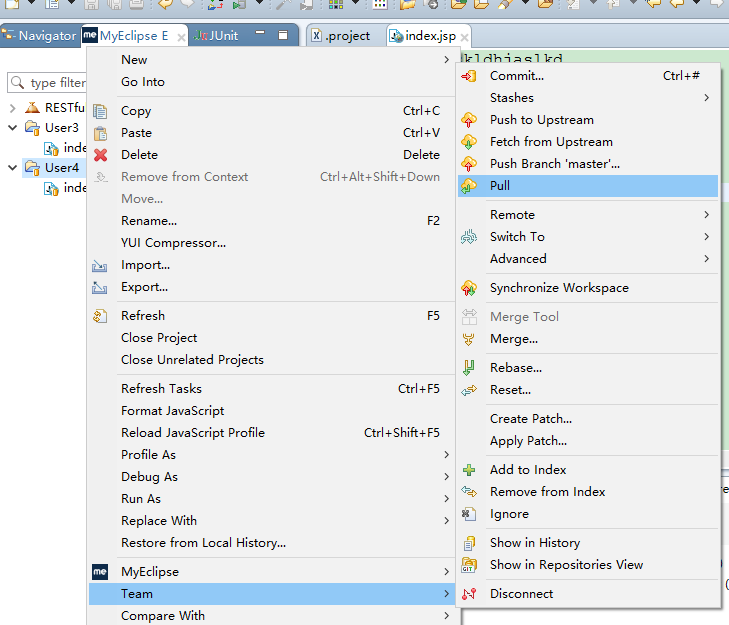 Navigator
MyEclipse E
JUnit
.project
index.jsp
type filter
RESTfu
User3
inde
User4
inde
kldhjaslkd
New
Go Into
Copy Ctrl+C
Paste Ctrl+V
Delete Delete
Remove from Context Ctrl+Alt+Shift+Down
Move...
Rename... F2
YUI Compressor...
Import...
Export...
Refresh F5
Close Project
Close Unrelated Projects
Refresh Tasks Ctrl+F5
Format JavaScript
Reload JavaScript Profile Ctrl+Shift+F5
Profile As
Debug As
Run As
Replace With
Restore from Local History...
MyEclipse
Team
Compare With
Commit... Ctrl+#
Stashes
Push to Upstream
Fetch from Upstream
Push Branch 'master'...
Pull
Remote
Switch To
Advanced
Synchronize Workspace
Merge Tool
Merge...
Rebase...
Reset...
Create Patch...
Apply Patch...
Add to Index
Remove from Index
Ignore
Show in History
Show in Repositories View
Disconnect